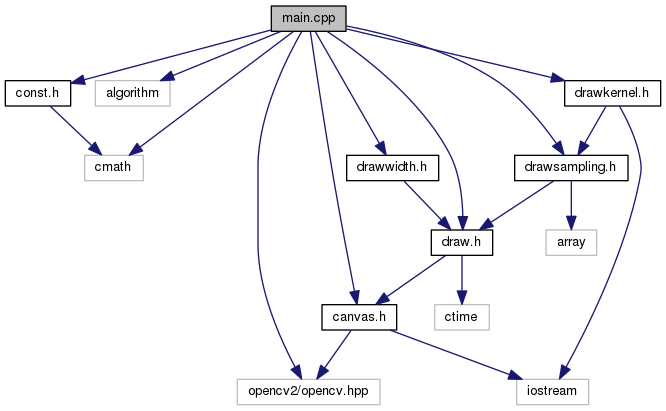 main.cpp
const.h
algorithm
drawkernel.h
cmath
drawwidth.h
drawsampling.h
draw.h
array
canvas.h
ctime
opencv2/opencv.hpp
iostream